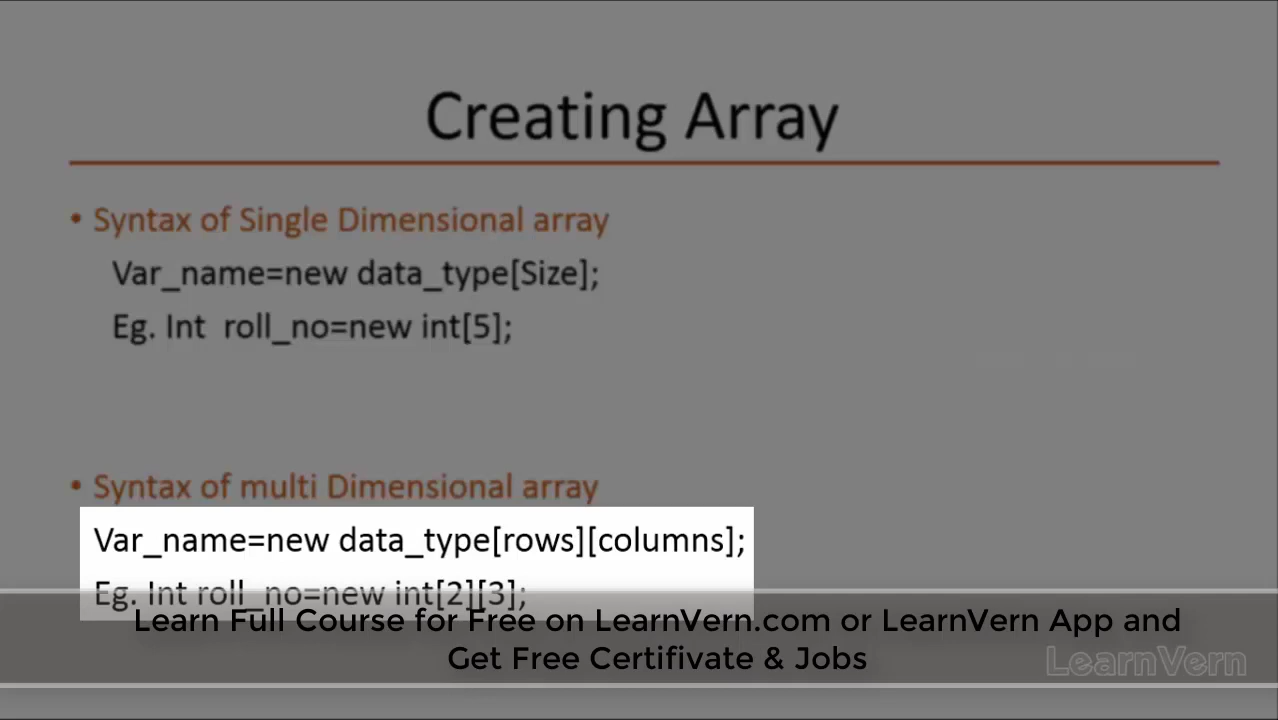 Creating Array
• Syntax of Single Dimensional array
Var_name=new data_type[Size];
Eg. Int roll_no=new int[5];
• Syntax of multi Dimensional array
Var_name=new data_type[rows][columns];
Eg. Int roll_no=new int[2][3];
Learn Full Course for Free on LearnVern.com or LearnVern App and
Get Free Certifivate & Jobs
LearnVern